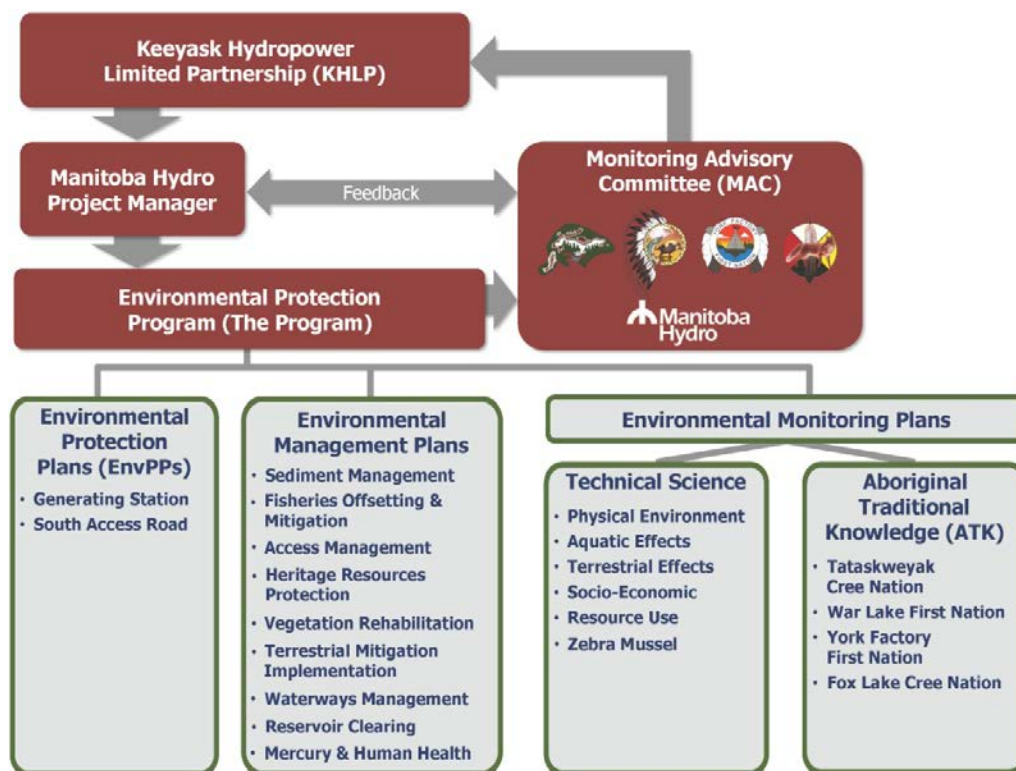 Keeyask Hydropower
Limited Partnership (KHLP)
Manitoba Hydro
Project Manager
Feedback
Monitoring Advisory
Committee (MAC)
YORK FACTORY
FIRST NATION
Manitoba
Hydro
Environmental Protection
Program (The Program)
Environmental
Protection
Plans (EnvPPs)
• Generating Station
• South Access Road
Environmental
Management Plans
• Sediment Management
• Fisheries Offsetting &
Mitigation
• Access Management
• Heritage Resources
Protection
• Vegetation Rehabilitation
• Terrestrial Mitigation
Implementation
• Waterways Management
• Reservoir Clearing
• Mercury & Human Health
Environmental Monitoring Plans
Technical Science
• Physical Environment
• Aquatic Effects
• Terrestrial Effects
• Socio-Economic
• Resource Use
• Zebra Mussel
Aboriginal
Traditional
Knowledge (ATK)
• Tataskweyak
Cree Nation
• War Lake First Nation
• York Factory
First Nation
• Fox Lake Cree Nation